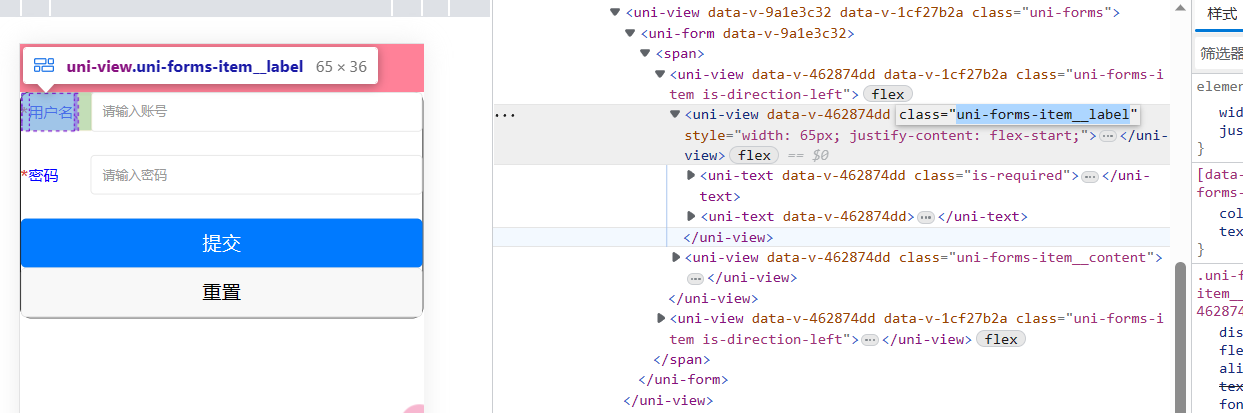 uni-view.uni-forms-item__label 65 × 36
*用户名
请输入账号
*密码
请输入密码
提交
重置
<uni-view data-v-9a1e3c32 data-v-1cf27b2a class="uni-forms">
<uni-form data-v-9a1e3c32>
<span>
<uni-view data-v-462874dd data-v-1cf27b2a class="uni-forms-i
tem is-direction-left"> flex
··· <uni-view data-v-462874dd class="uni-forms-item__label"
style="width: 65px; justify-content: flex-start;"> ··· </uni-
view> flex == $0
<uni-text data-v-462874dd class="is-required"> ··· </uni-
text>
<uni-text data-v-462874dd> ··· </uni-text>
</uni-view>
<uni-view data-v-462874dd class="uni-forms-item__content">
··· </uni-view>
</uni-view>
<uni-view data-v-462874dd data-v-1cf27b2a class="uni-forms-i
tem is-direction-left"> ··· </uni-view> flex
</span>
</uni-form>
</uni-view>
样式
筛选器
elemen
wid
jus
}
[data-
forms-
col
tex
}
.uni-f
item__
462874
dis
fle
ali
tex
fon